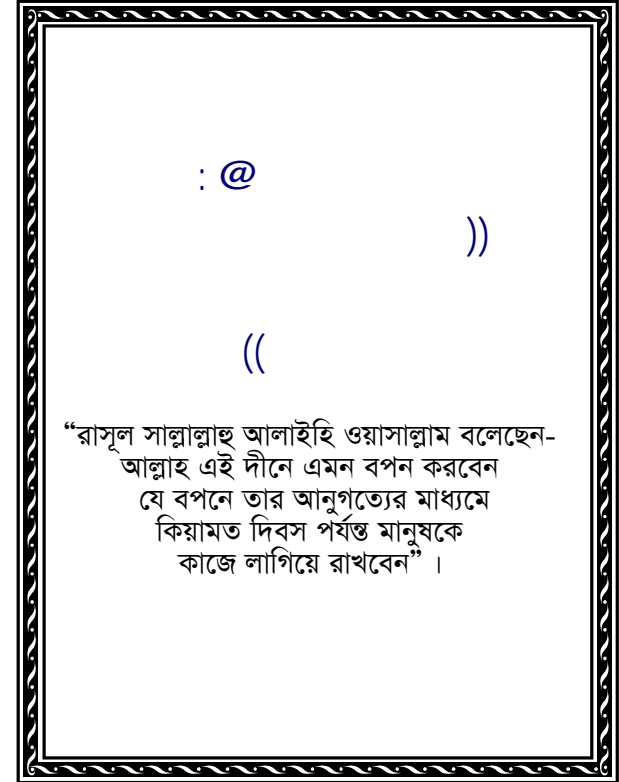 : @
))
((
“রাসূল সাল্লাল্লাহু আলাইহি ওয়াসাল্লাম বলেছেন-
আল্লাহ এই দীনে এমন বপন করবেন
যে বপনে তার আনুগত্যের মাধ্যমে
কিয়ামত দিবস পর্যন্ত মানুষকে
কাজে লাগিয়ে রাখবেন” ।